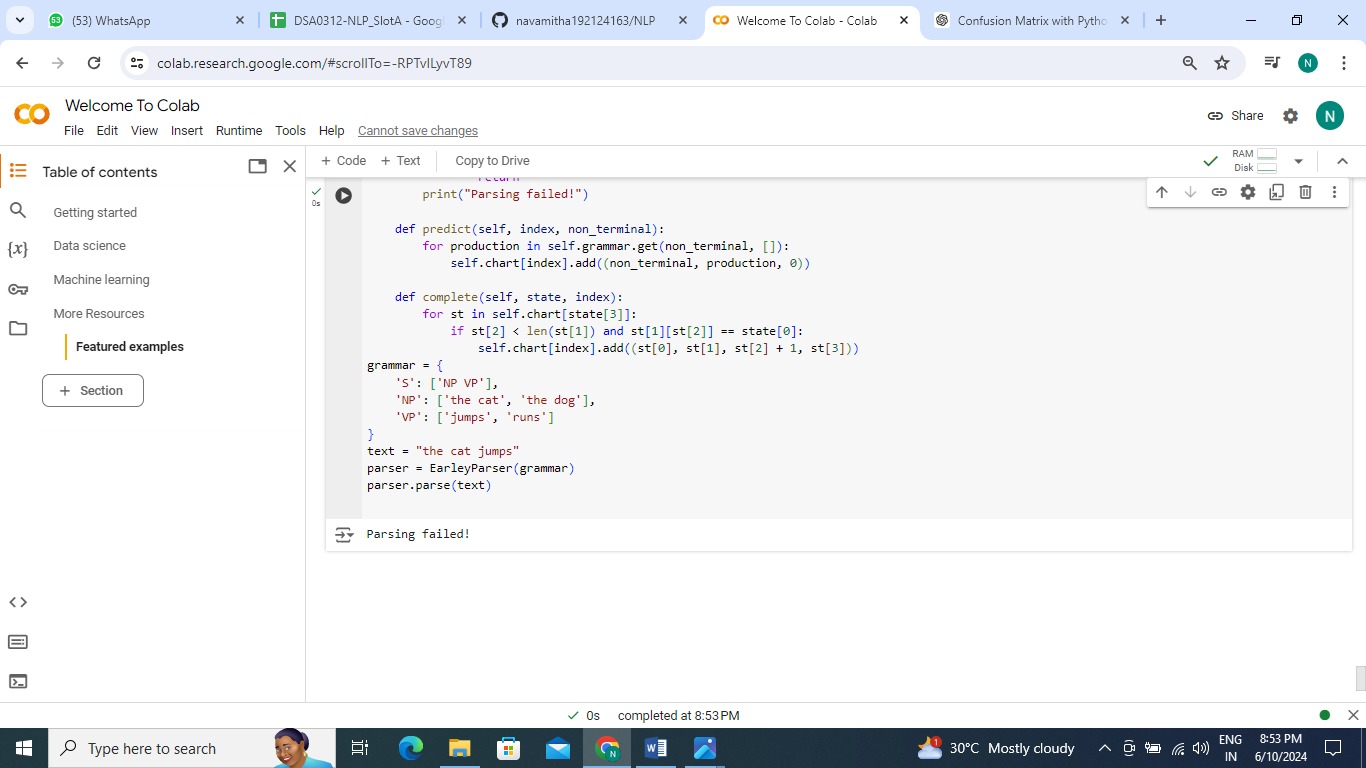 (53) WhatsApp
DSA0312-NLP_SlotA - Goog
navamitha192124163/NLP
Welcome To Colab - Colab
Confusion Matrix with Pytho
colab.research.google.com/#scrollTo=-RPTvILyvT89
N
Welcome To Colab
File Edit View Insert Runtime Tools Help Cannot save changes
Share
N
Table of contents
Getting started
Data science
Machine learning
More Resources
Featured examples
+ Section
+ Code + Text Copy to Drive
RAM
Disk
0s
return
print("Parsing failed!")
def predict(self, index, non_terminal):
for production in self.grammar.get(non_terminal, []):
self.chart[index].add((non_terminal, production, 0))
def complete(self, state, index):
for st in self.chart[state[3]]:
if st[2] < len(st[1]) and st[1][st[2]] == state[0]:
self.chart[index].add((st[0], st[1], st[2] + 1, st[3]))
grammar = {
'S': ['NP VP'],
'NP': ['the cat', 'the dog'],
'VP': ['jumps', 'runs']
}
text = "the cat jumps"
parser = EarleyParser(grammar)
parser.parse(text)
Parsing failed!
0s completed at 8:53 PM
Type here to search
30°C Mostly cloudy
ENG
IN
8:53 PM
6/10/2024